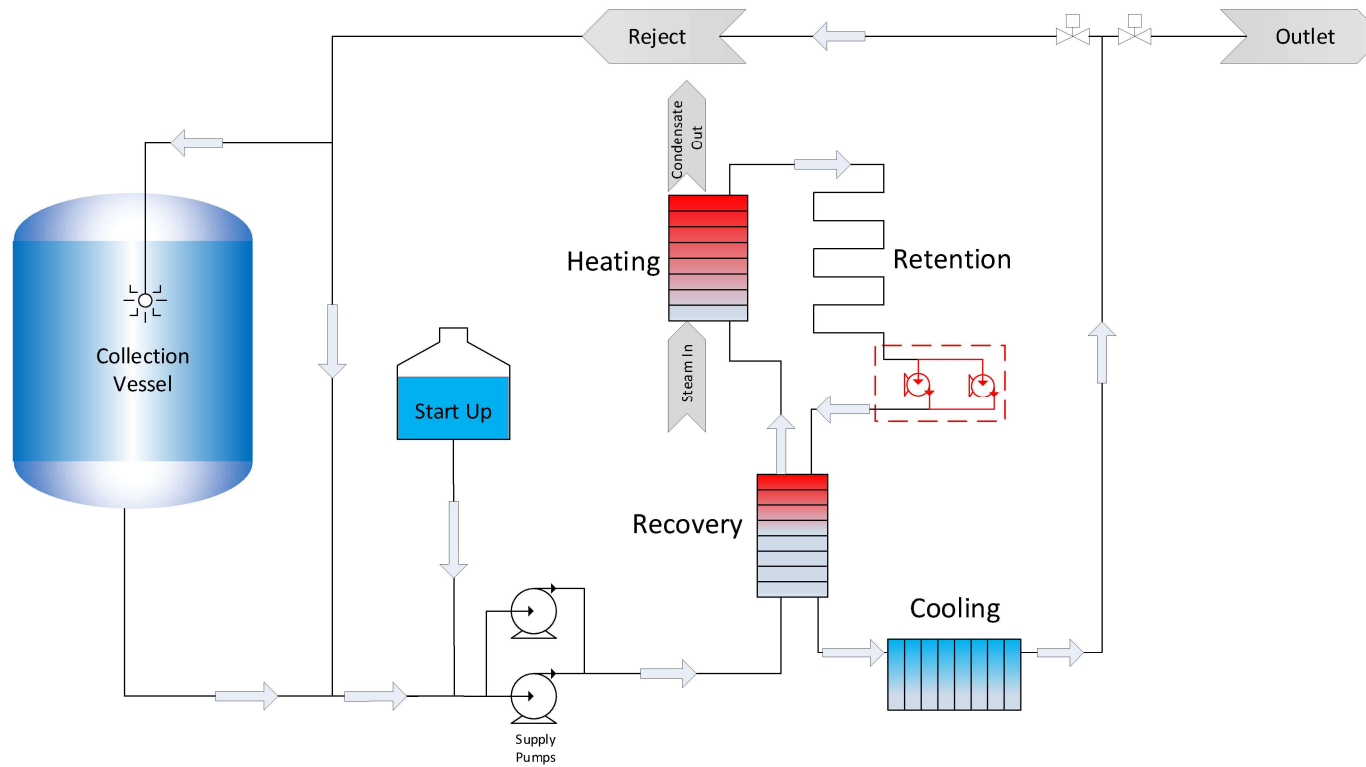 Reject
Outlet
Condensate
Out
Heating
Retention
Collection
Vessel
Steam In
Start Up
Recovery
Cooling
Supply
Pumps